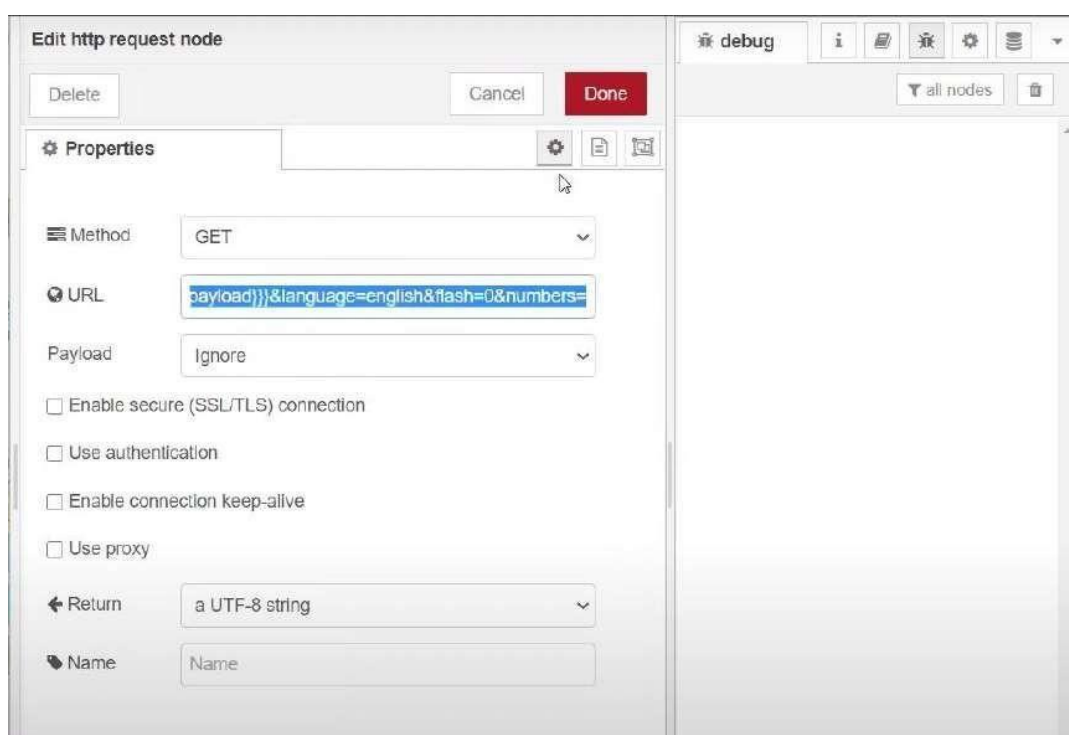 Edit http request node
debug
i
all nodes
Delete
Cancel
Done
Properties
Method
GET
URL
payload}}}&language=english&flash=0&numbers=
Payload
Ignore
Enable secure (SSL/TLS) connection
Use authentication
Enable connection keep-alive
Use proxy
Return
a UTF-8 string
Name
Name